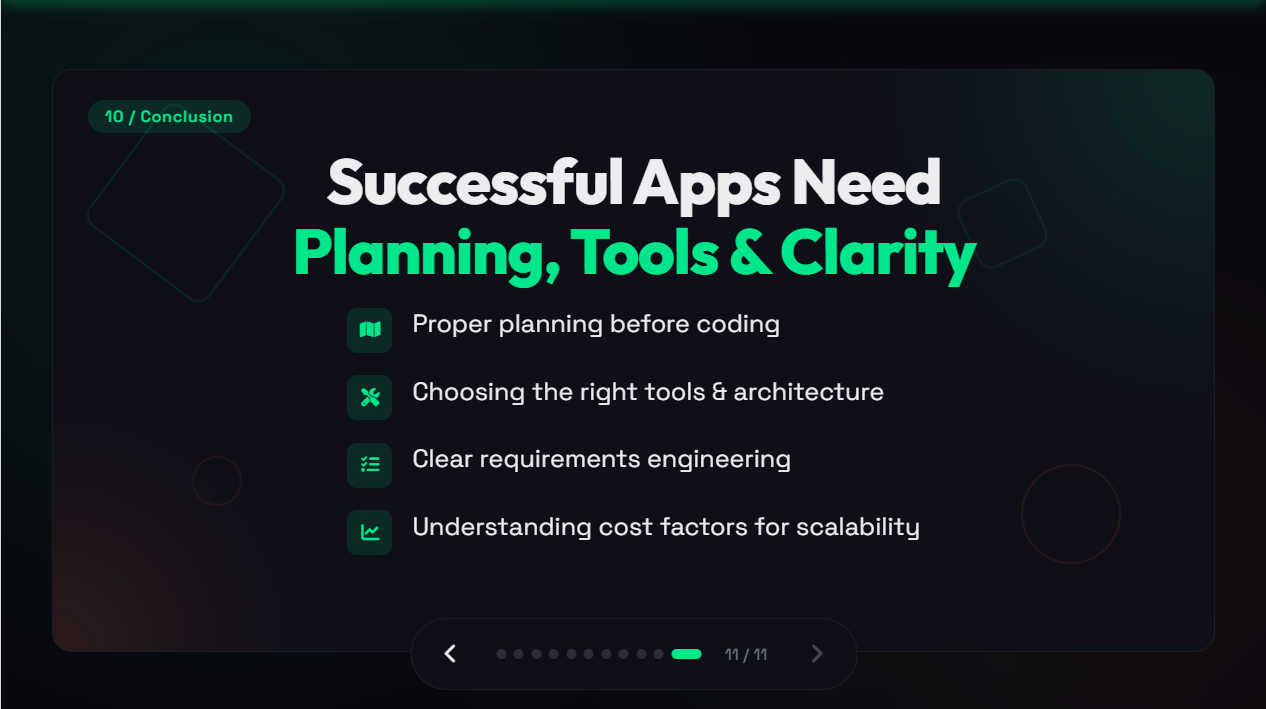 10 / Conclusion
Successful Apps Need
Planning, Tools & Clarity
Proper planning before coding
Choosing the right tools & architecture
Clear requirements engineering
Understanding cost factors for scalability
11 / 11